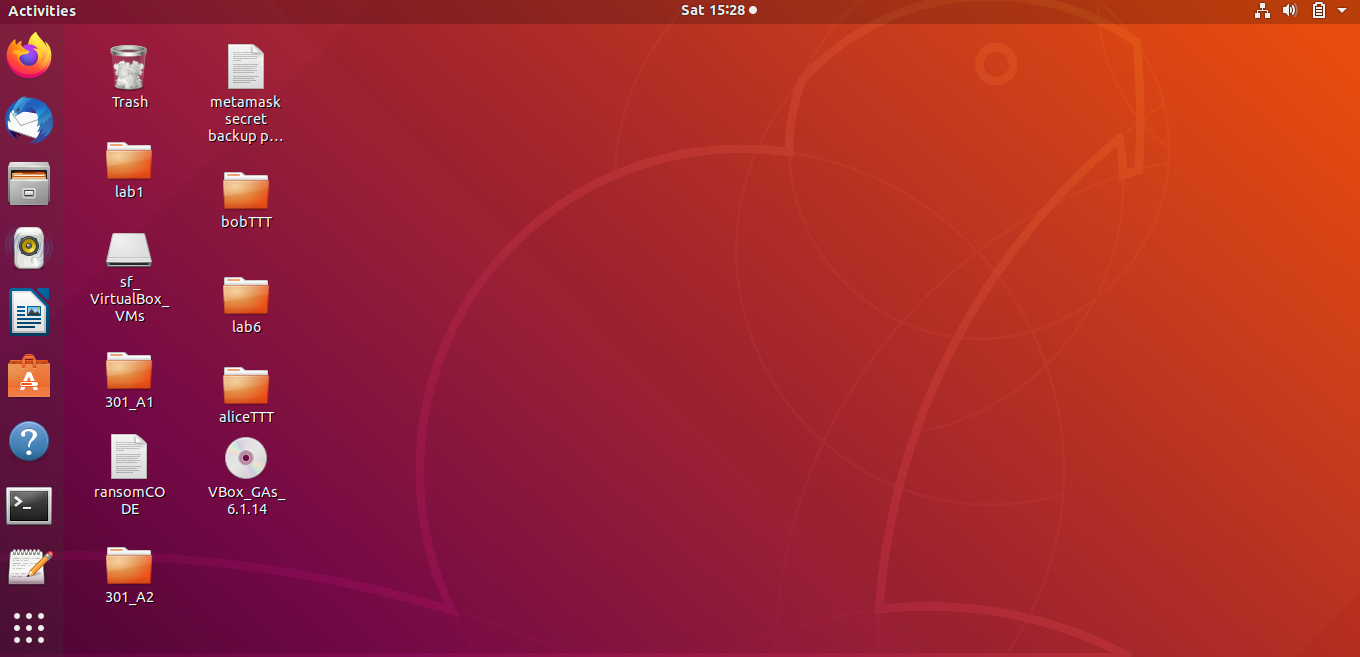 Activities
Sat 15:28
Trash
metamask
secret
backup p...
lab1
bobTTT
sf_
VirtualBox_
VMs
lab6
301_A1
aliceTTT
ransomCO
DE
VBox_GAs_
6.1.14
301_A2